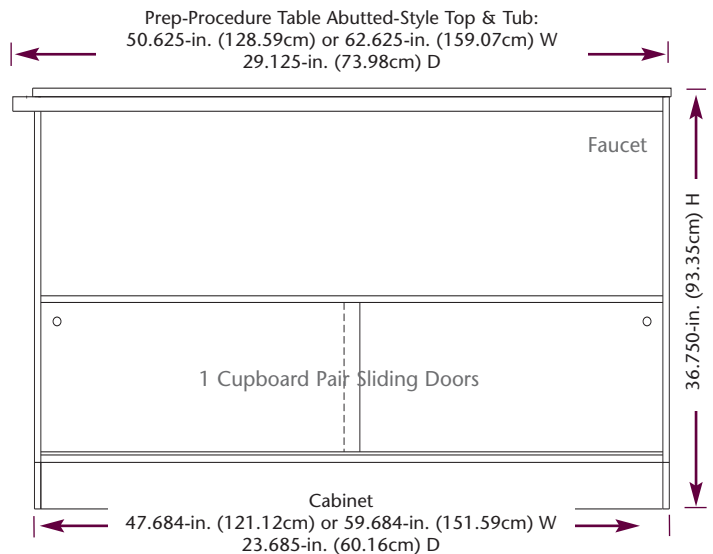 Prep-Procedure Table Abutted-Style Top & Tub:
50.625-in. (128.59cm) or 62.625-in. (159.07cm) W
29.125-in. (73.98cm) D
Faucet
36.750-in. (93.35cm) H
1 Cupboard Pair Sliding Doors
Cabinet
47.684-in. (121.12cm) or 59.684-in. (151.59cm) W
23.685-in. (60.16cm) D